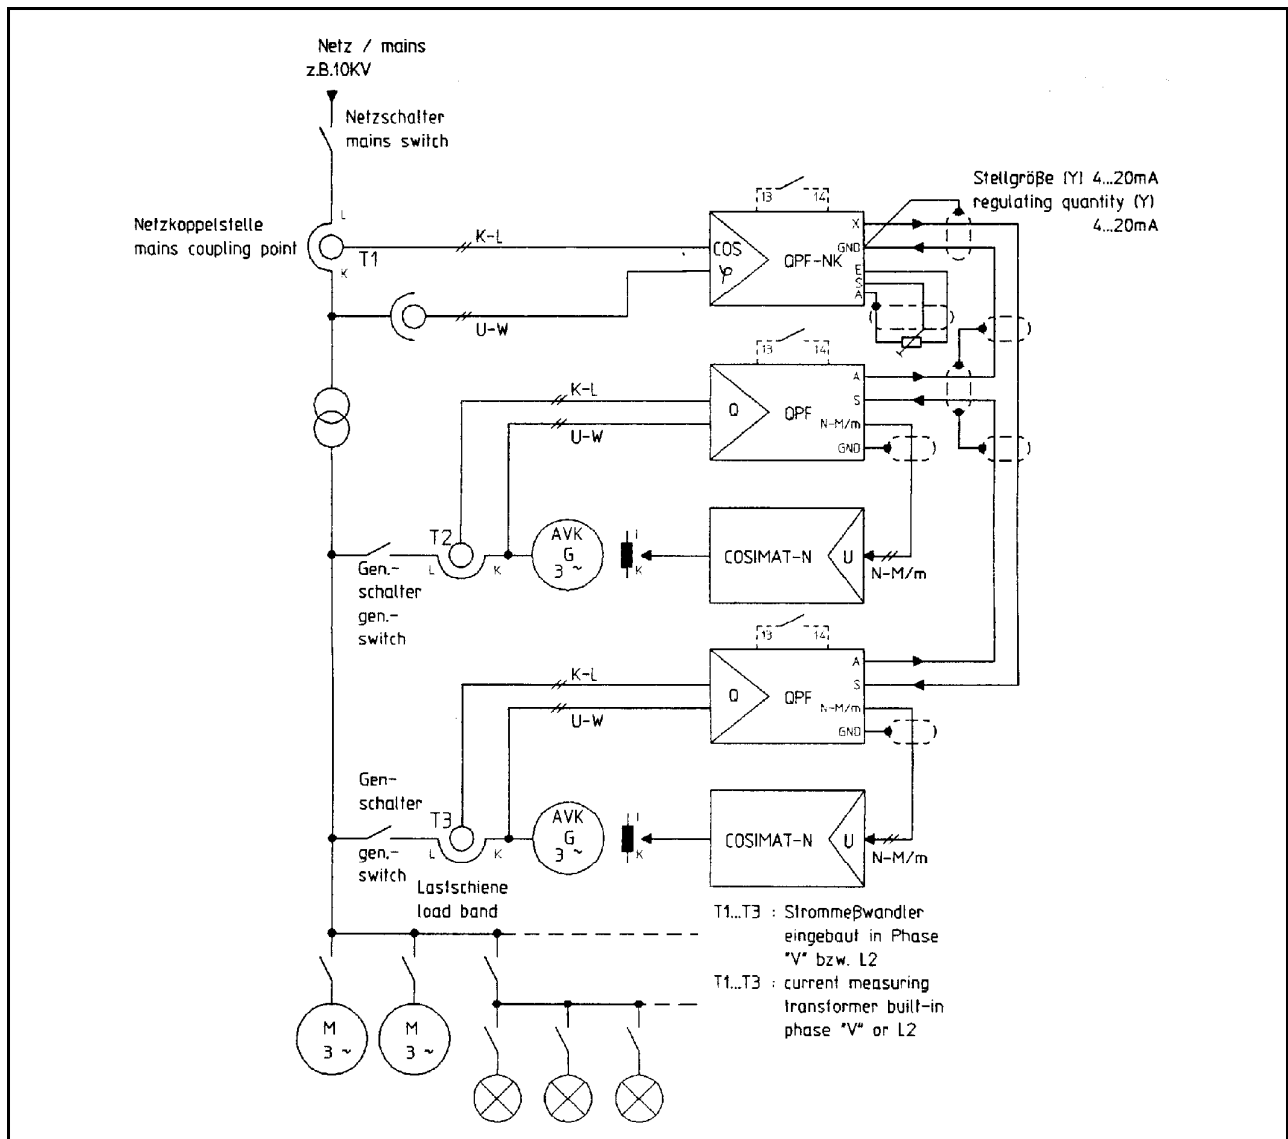 Netz / mains
z.B.10KV
Netzschalter
mains switch
L
Netzkoppelstelle
mains coupling point
T1
K
K-L
U-W
13 14
COS
φ
QPF-NK
X
GND
E
S
A
Stellgröße (Y) 4...20mA
regulating quantity (Y)
4...20mA
13 14
K-L
U-W
Q
QPF
A
S
N-M/m
GND
T2
L
K
AVK
G
3 ~
I
K
COSIMAT-N
U
N-M/m
Gen.-
schalter
gen.-
switch
13 14
K-L
U-W
Q
QPF
A
S
N-M/m
GND
Gen-
schalter
T3
L
K
gen.-
switch
AVK
G
3 ~
I
K
COSIMAT-N
U
N-M/m
Lastschiene
load band
T1...T3 : Strommeßwandler
eingebaut in Phase
"V" bzw. L2
T1...T3 : current measuring
transformer built-in
phase "V" or L2
M
3 ~
M
3 ~